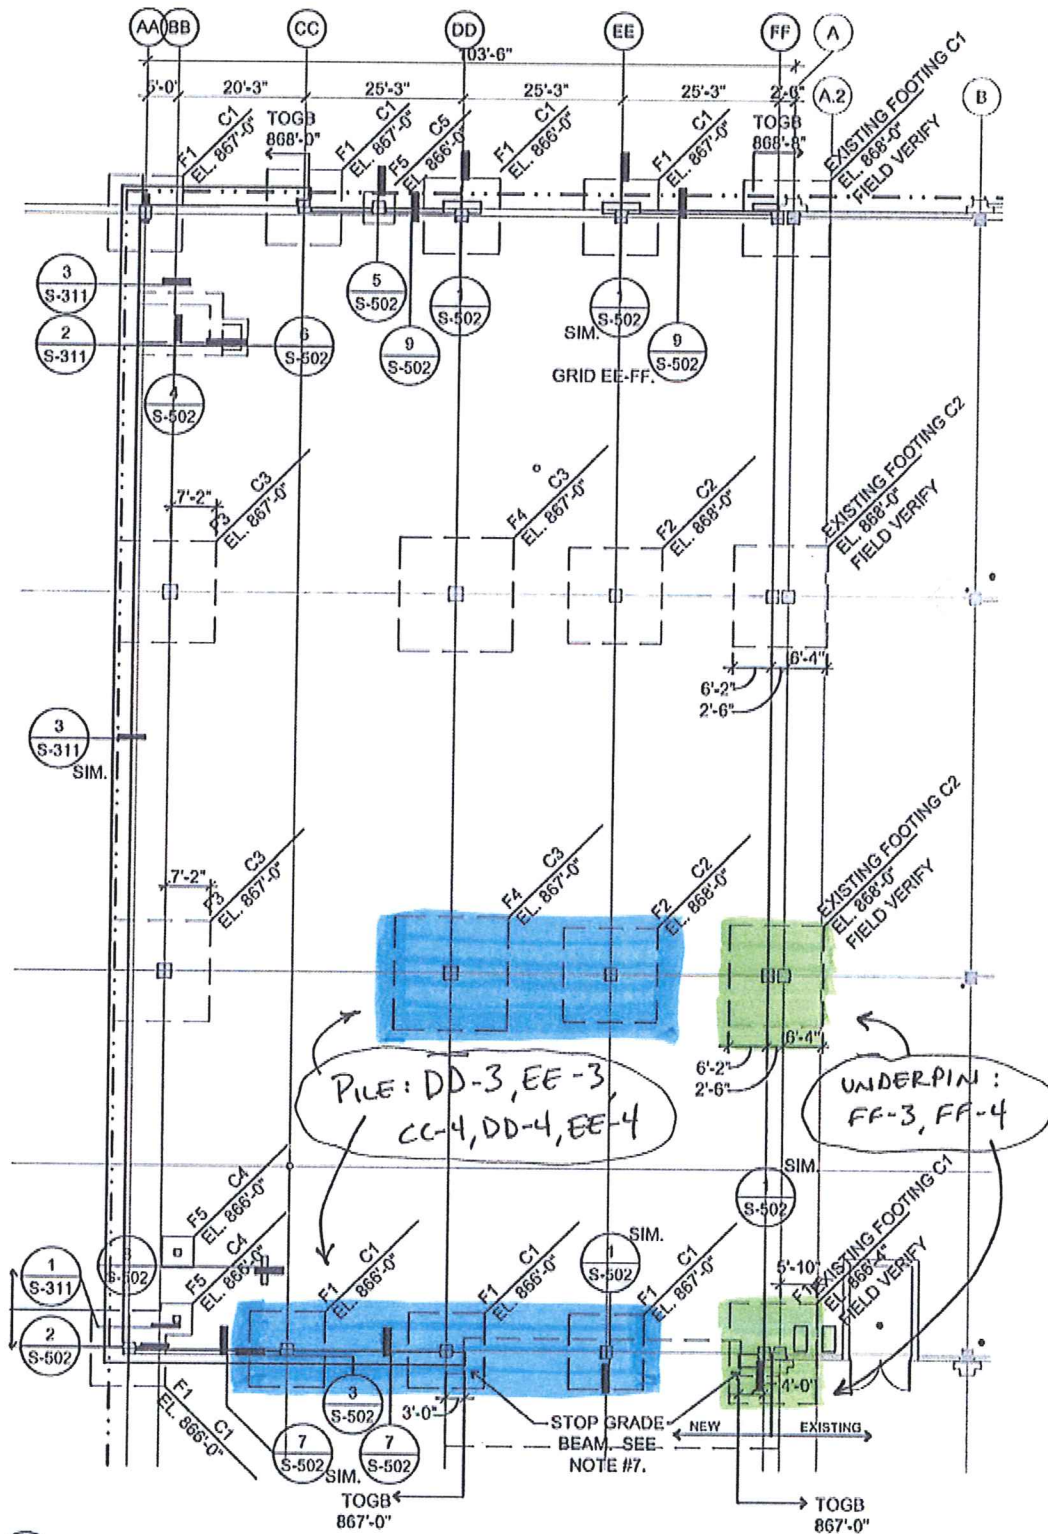 AA BB CC DD EE FF A
A.2 B
103'-6"
5'-0" 20'-3" 25'-3" 25'-3" 25'-3" 2'-6"
TOGB
868'-0"
TOGB
868'-8"
F1 C1
EL. 867'-0"
F1 C1
EL. 867'-0"
F5 C5
EL. 866'-0"
F1 C1
EL. 866'-0"
F1 C1
EL. 867'-0"
EXISTING FOOTING C1
EL. 868'-0"
FIELD VERIFY
3
S-311
2
S-311
4
S-502
6
S-502
5
S-502
9
S-502
1
S-502
1
S-502
SIM.
9
S-502
GRID EE-FF.
7'-2"
F3 C3
EL. 867'-0"
F4 C3
EL. 867'-0"
F2 C2
EL. 868'-0"
EXISTING FOOTING C2
EL. 868'-0"
FIELD VERIFY
6'-4"
6'-2"
2'-6"
3
S-311
SIM.
7'-2"
F3 C3
EL. 867'-0"
F4 C3
EL. 867'-0"
F2 C2
EL. 868'-0"
EXISTING FOOTING C2
EL. 868'-0"
FIELD VERIFY
6'-4"
6'-2"
2'-6"
PILE: DD-3, EE-3,
CC-4, DD-4, EE-4
UNDERPIN:
FF-3, FF-4
F5 C4
EL. 866'-0"
F5 C4
EL. 866'-0"
S-502
1
S-311
2
S-502
F1 C1
EL. 866'-0"
F1 C1
EL. 866'-0"
F1 C1
EL. 866'-0"
1
S-502
SIM.
F1 C1
EL. 867'-0"
1
S-502
SIM.
5'-10"
F1
EXISTING FOOTING C1
EL. 866'-4"
FIELD VERIFY
3
S-502
3'-0"
4'-0"
7
S-502
SIM.
7
S-502
STOP GRADE
BEAM. SEE
NOTE #7.
NEW EXISTING
TOGB
867'-0"
TOGB
867'-0"